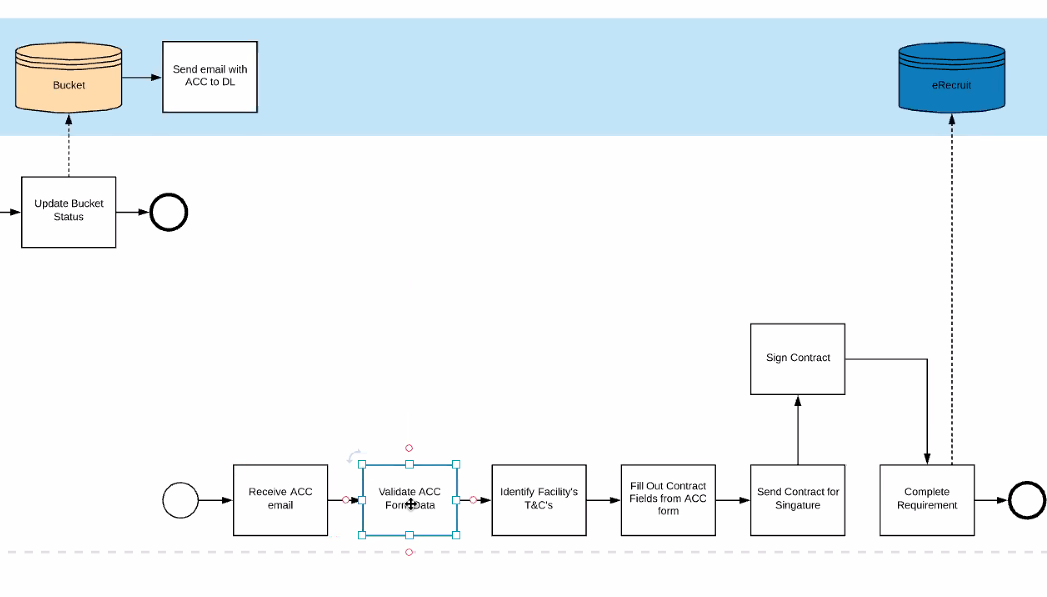 Bucket
Send email with
ACC to DL
eRecruit
Update Bucket
Status
Sign Contract
Receive ACC
email
Validate ACC
Form Data
Identify Facility's
T&C's
Fill Out Contract
Fields from ACC
form
Send Contract for
Singature
Complete
Requirement